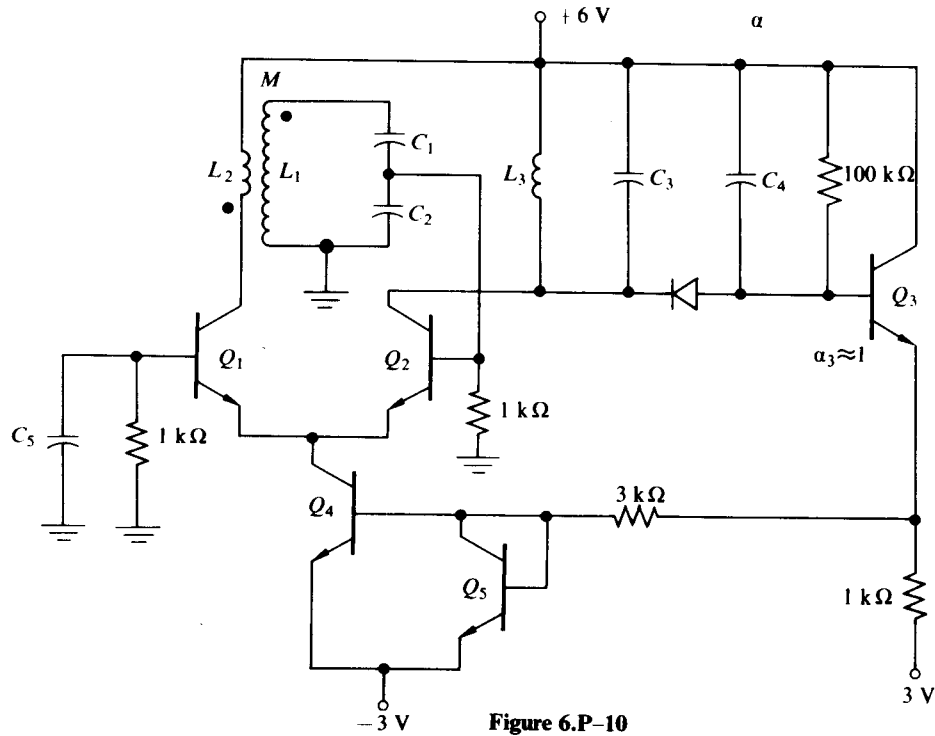 + 6 V
α
M
C1
L2
L1
L3
C3
C4
100 kΩ
C2
Q3
Q1
Q2
α3≈1
C5
1 kΩ
1 kΩ
3 kΩ
Q4
Q5
1 kΩ
3 V
−3 V
Figure 6.P–10